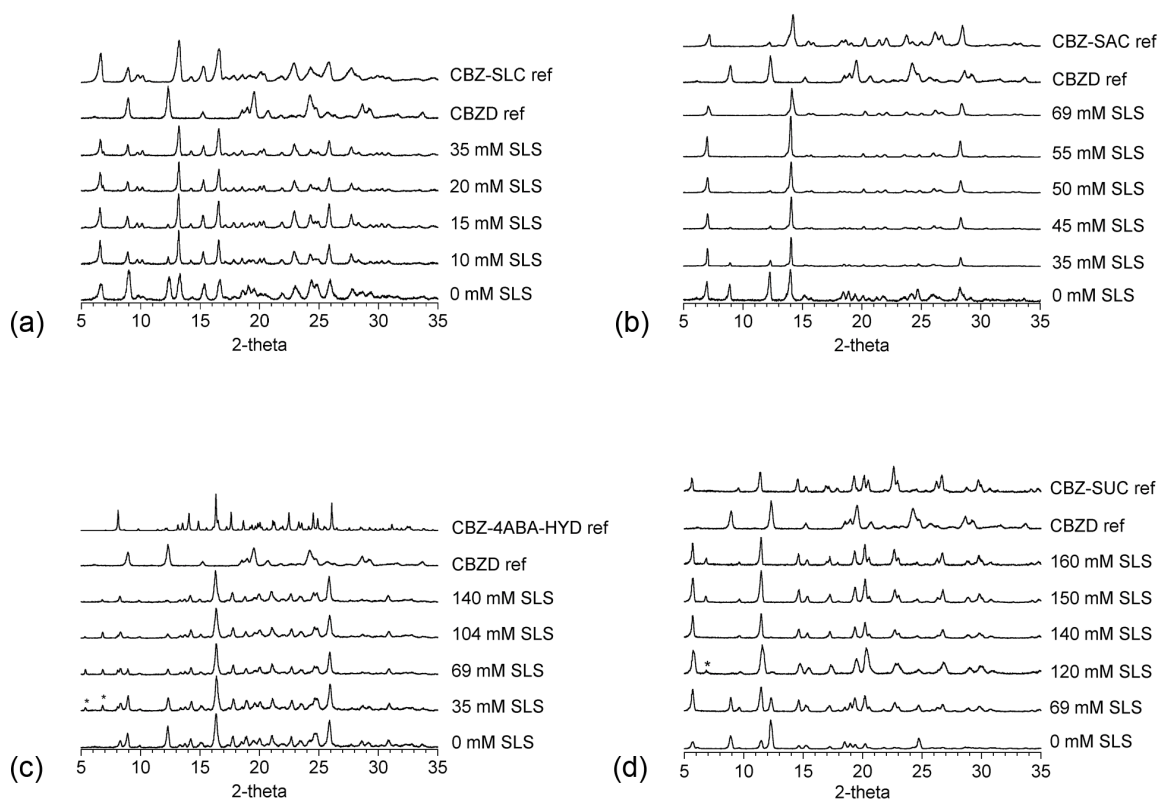 CBZ-SLC ref
CBZD ref
35 mM SLS
20 mM SLS
15 mM SLS
10 mM SLS
0 mM SLS
5 10 15 20 25 30 35
2-theta
(a)
CBZ-SAC ref
CBZD ref
69 mM SLS
55 mM SLS
50 mM SLS
45 mM SLS
35 mM SLS
0 mM SLS
5 10 15 20 25 30 35
2-theta
(b)
CBZ-4ABA-HYD ref
CBZD ref
140 mM SLS
104 mM SLS
69 mM SLS
* *
35 mM SLS
0 mM SLS
5 10 15 20 25 30 35
2-theta
(c)
CBZ-SUC ref
CBZD ref
160 mM SLS
150 mM SLS
140 mM SLS
*
120 mM SLS
69 mM SLS
0 mM SLS
5 10 15 20 25 30 35
2-theta
(d)